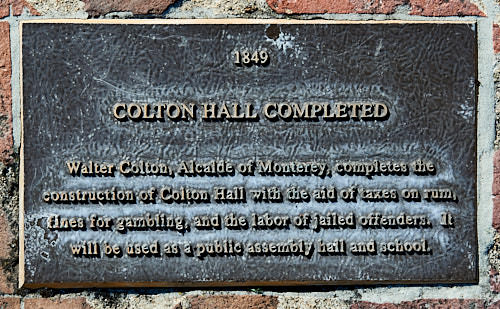 1849
COLTON HALL COMPLETED
Walter Colton, Alcalde of Monterey, completes the
construction of Colton Hall with the aid of taxes on rum,
fines for gambling, and the labor of jailed offenders. It
will be used as a public assembly hall and school.